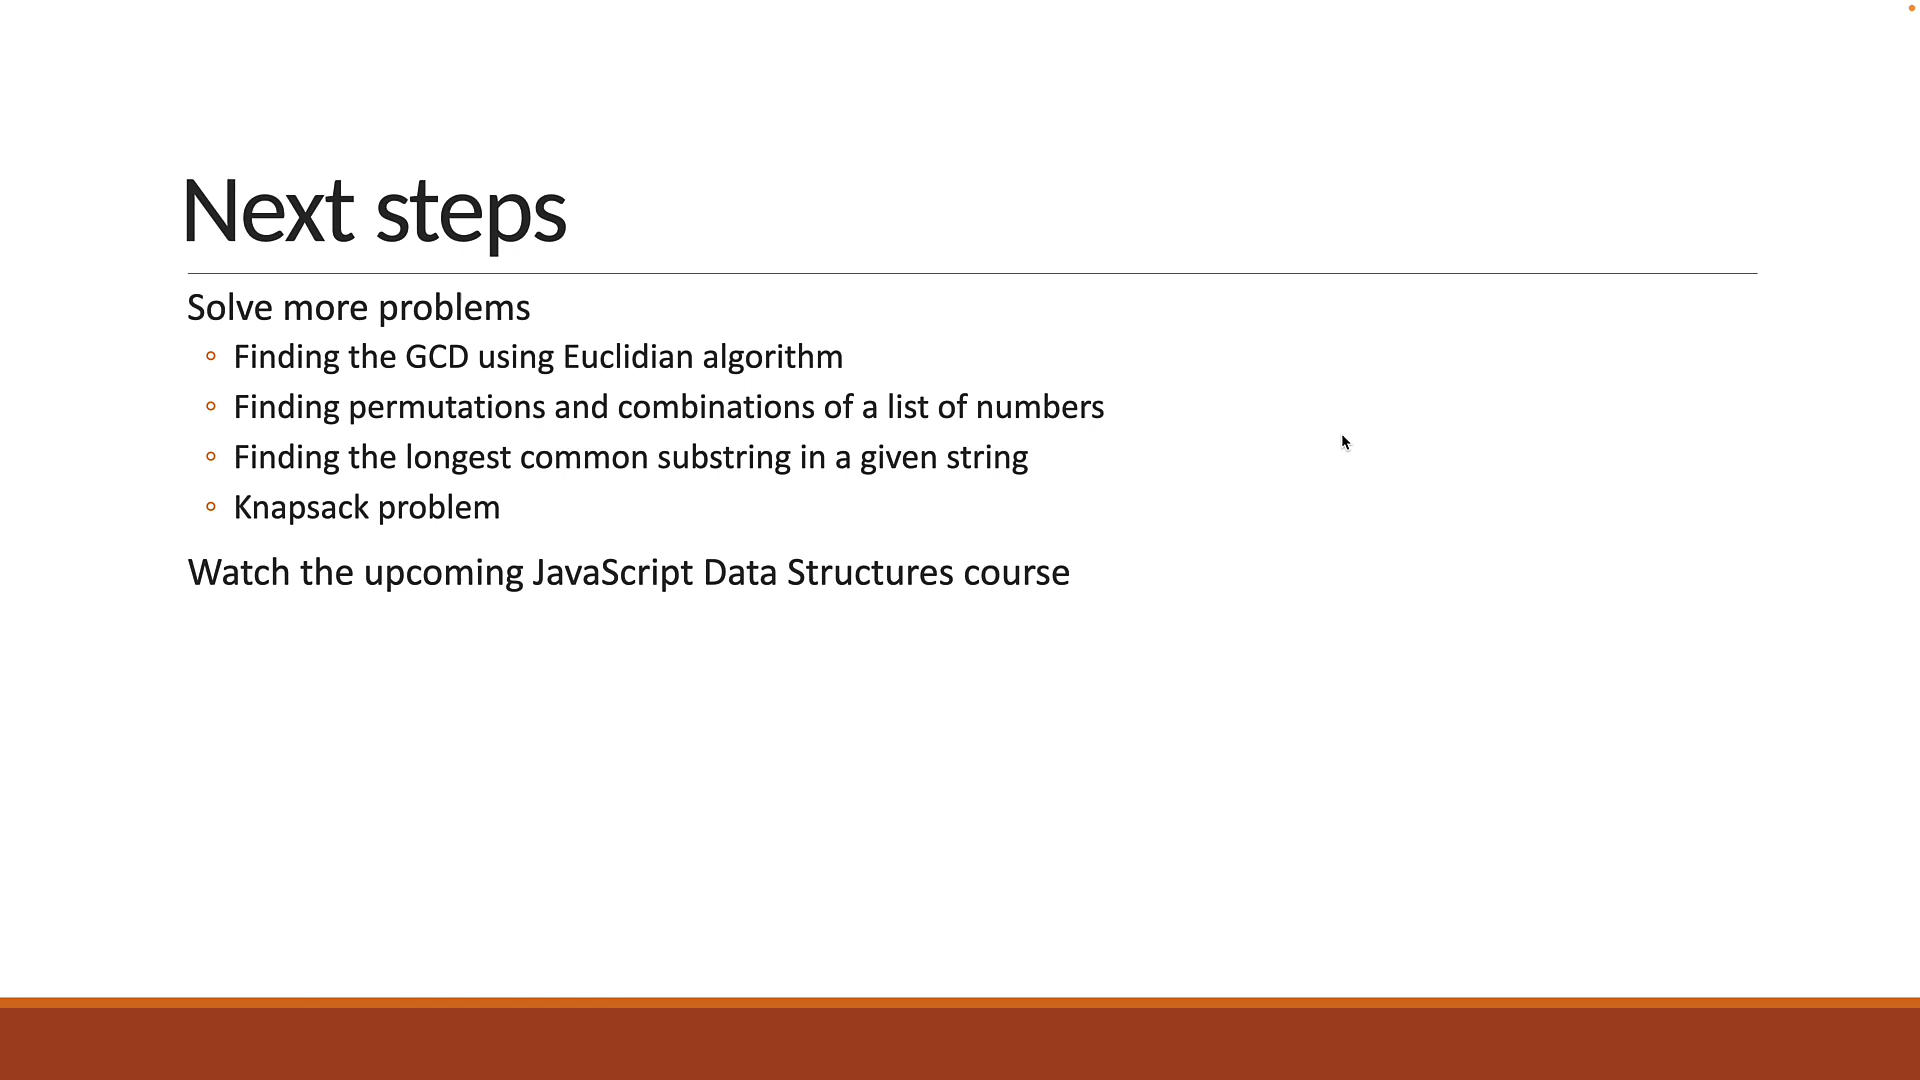 Next steps
Solve more problems
Finding the GCD using Euclidian algorithm
Finding permutations and combinations of a list of numbers
Finding the longest common substring in a given string
Knapsack problem
Watch the upcoming JavaScript Data Structures course